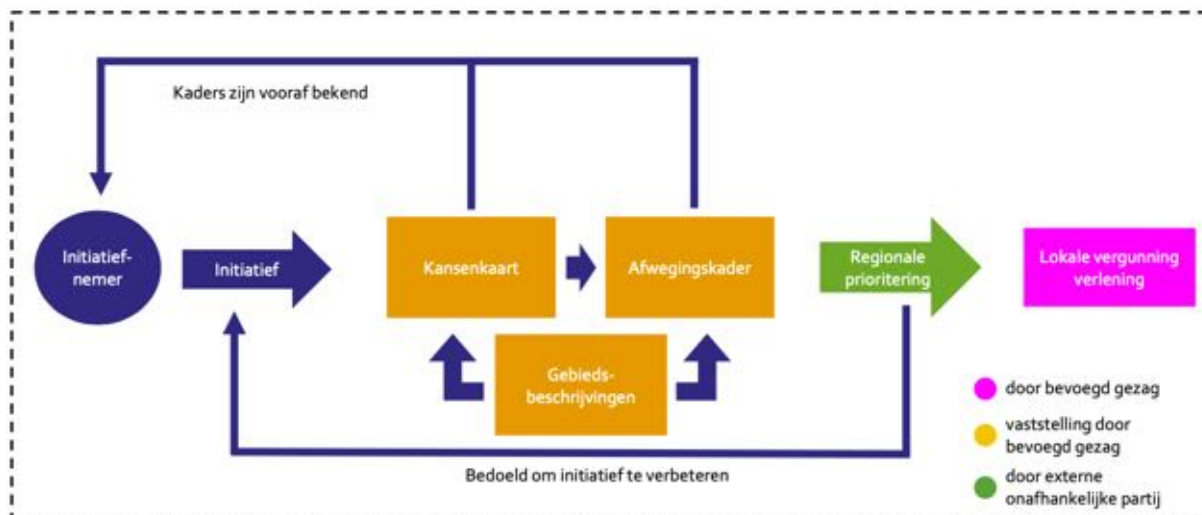 Kaders zijn vooraf bekend
Initiatief-
nemer
Initiatief
Kansenkaart
Afwegingskader
Regionale
prioritering
Lokale vergunning
verlening
Gebieds-
beschrijvingen
Bedoeld om initiatief te verbeteren
door bevoegd gezag
vaststelling door
bevoegd gezag
door externe
onafhankelijke partij